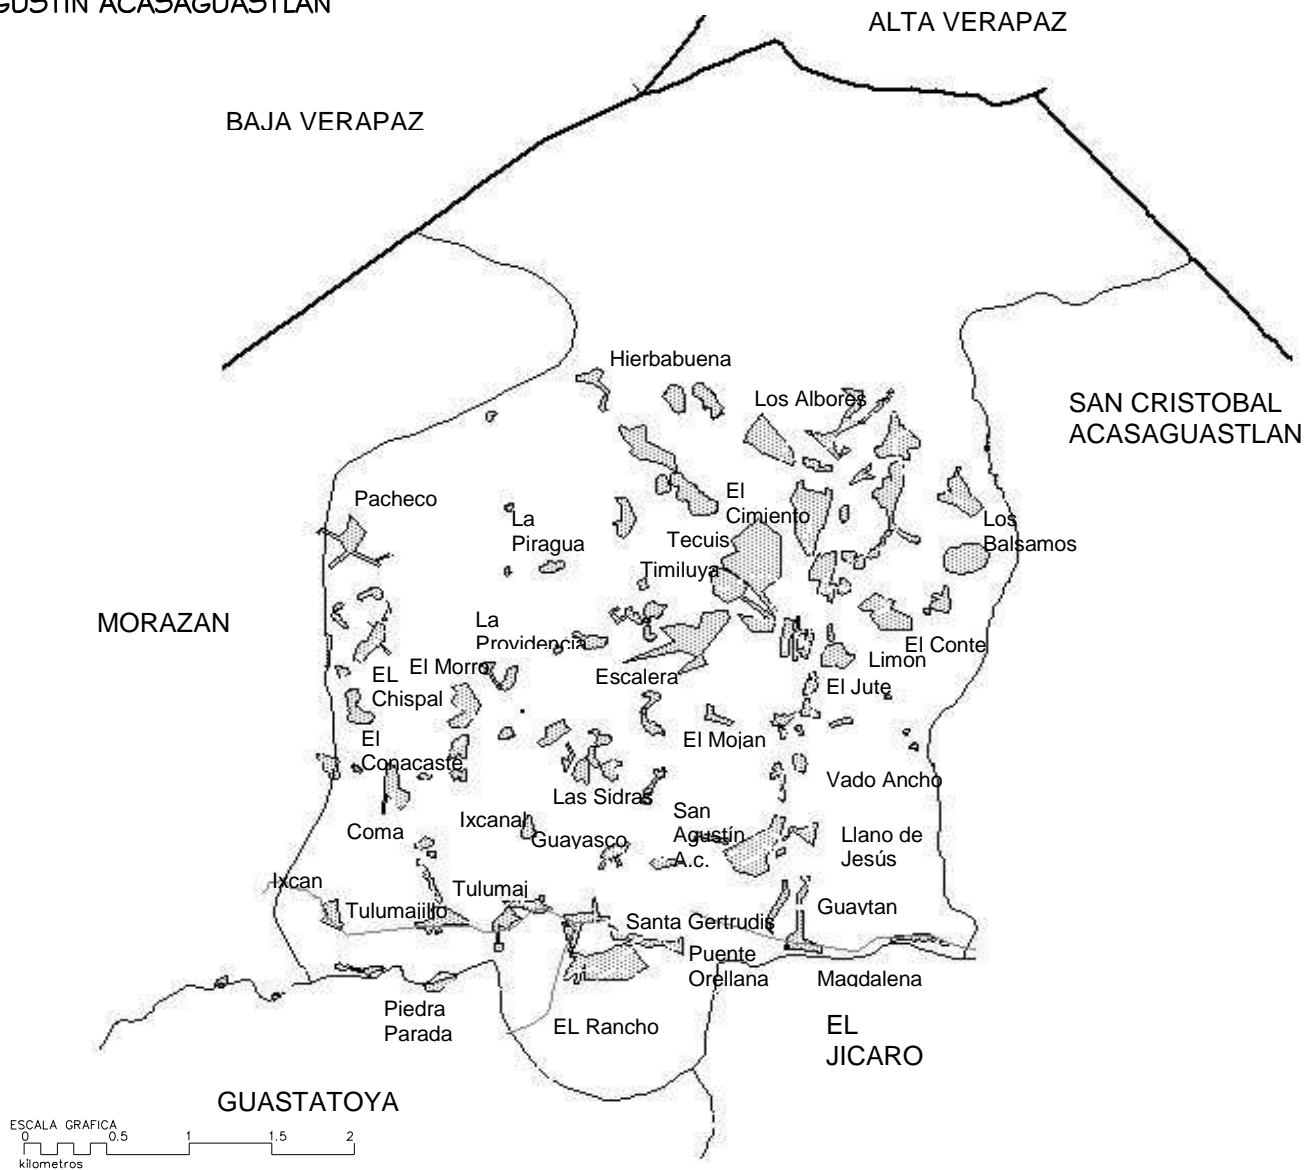 GUSTIN ACASAGUASTLAN
ALTA VERAPAZ
BAJA VERAPAZ
Hierbabuena
Los Albores
SAN CRISTOBAL
ACASAGUASTLAN
Pacheco
El
Cimiento
La
Piragua
Los
Balsamos
Tecuis
Timiluya
MORAZAN
La
Providencia
El Conte
Limon
El Morro
EL
Chispal
Escalera
El Jute
El
Conacaste
El Mojan
Vado Ancho
Las Sidras
Coma
Ixcanal
Guayasco
San
Agustín
A.c.
Llano de
Jesús
Ixcan
Tulumaj
Tulumajillo
Guaytan
Santa Gertrudis
Puente
Orellana
Magdalena
Piedra
Parada
EL Rancho
EL
JICARO
GUASTATOYA
ESCALA GRAFICA
0 0.5 1 1.5 2
kilometros